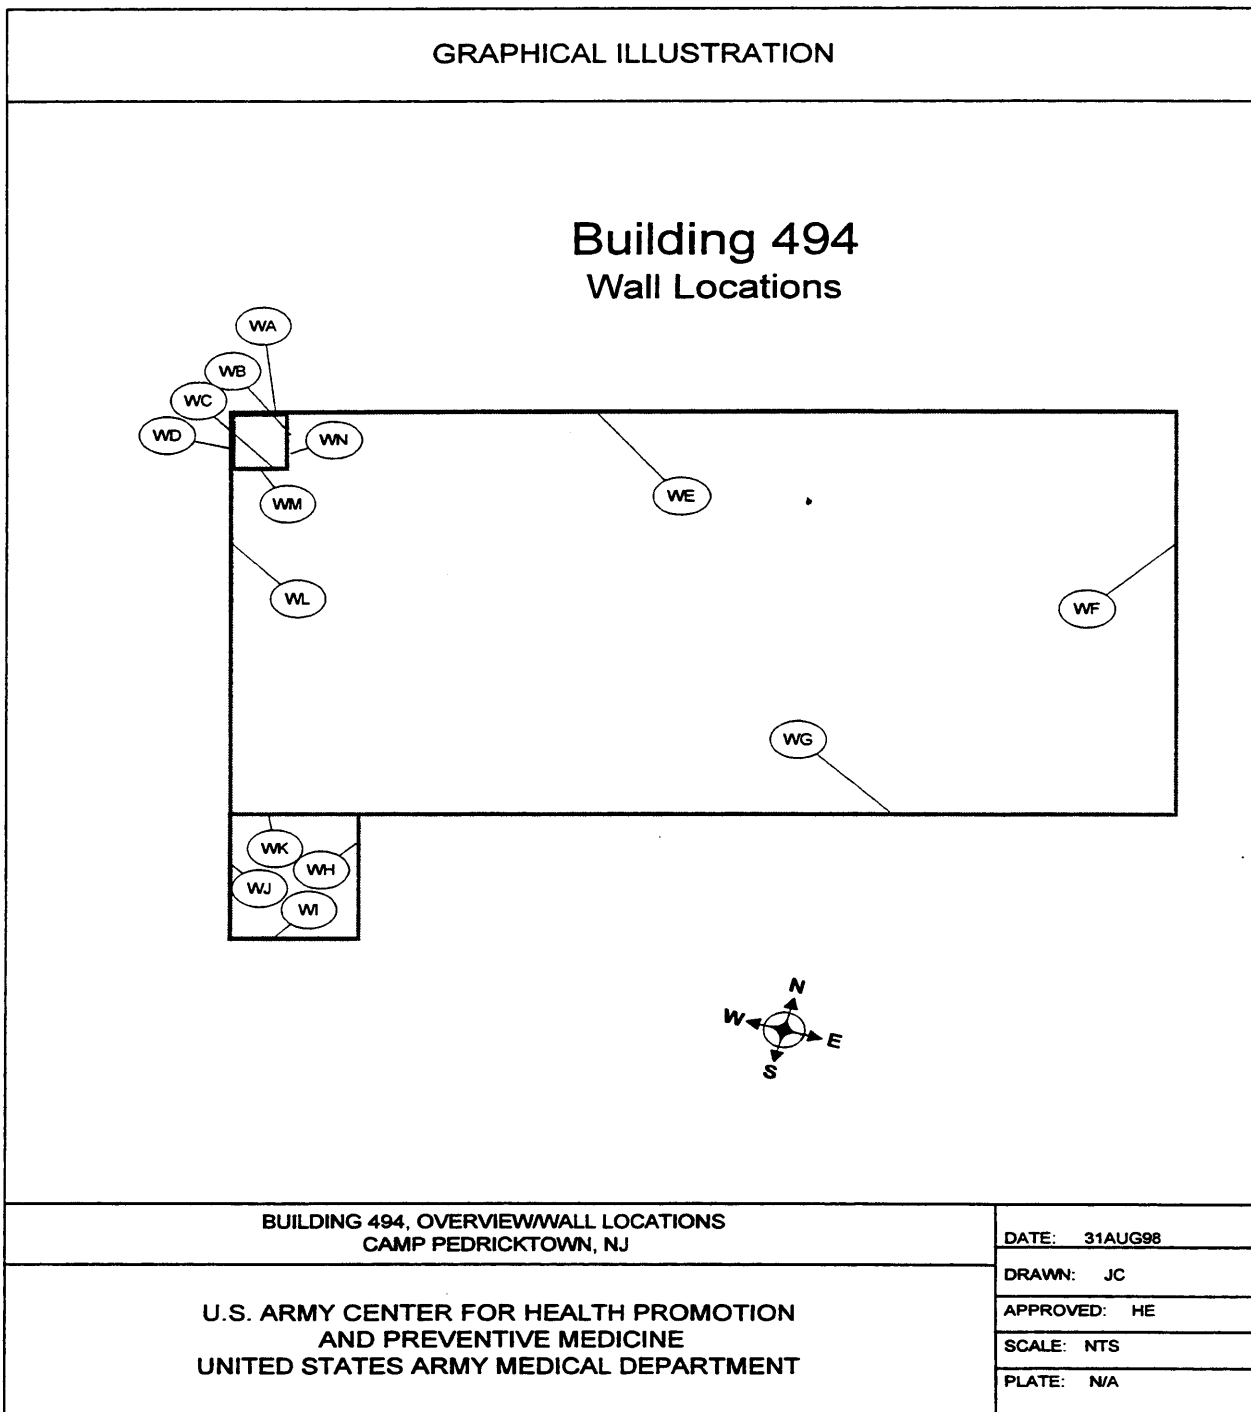 GRAPHICAL ILLUSTRATION
Building 494
Wall Locations
WA
WB
WC
WD
WN
WM
WE
WL
WF
WG
WK
WH
WJ
WI
N
W
E
S
BUILDING 494, OVERVIEW/WALL LOCATIONS
CAMP PEDRICKTOWN, NJ
U.S. ARMY CENTER FOR HEALTH PROMOTION
AND PREVENTIVE MEDICINE
UNITED STATES ARMY MEDICAL DEPARTMENT
DATE: 31AUG98
DRAWN: JC
APPROVED: HE
SCALE: NTS
PLATE: N/A